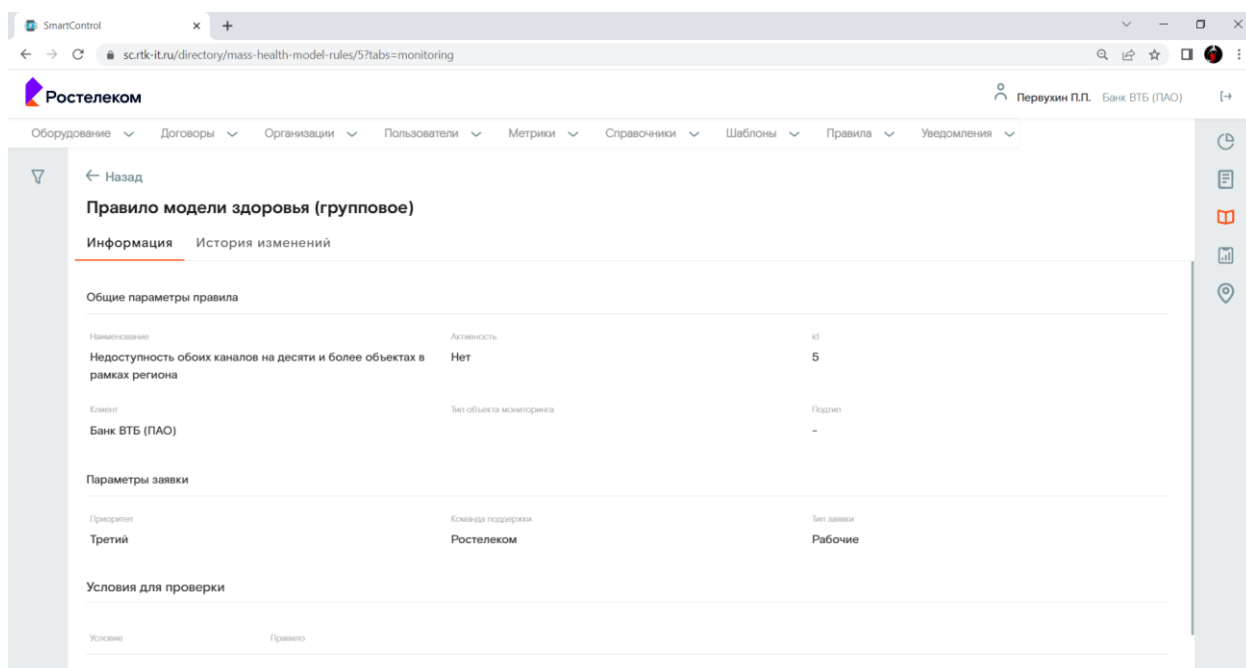 SmartControl
sc.rtk-it.ru/directory/mass-health-model-rules/5?tabs=monitoring
Ростелеком
Первухин П.П. Банк ВТБ (ПАО)
Оборудование Договоры Организации Пользователи Метрики Справочники Шаблоны Правила Уведомления
← Назад
Правило модели здоровья (групповое)
Информация История изменений
Общие параметры правила
Наименование Активность id
Недоступность обоих каналов на десяти и более объектах в Нет 5
рамках региона
Клиент Тип объекта мониторинга Подтип
Банк ВТБ (ПАО) -
Параметры заявки
Приоритет Команда поддержки Тип заявки
Третий Ростелеком Рабочие
Условия для проверки
Условие Правило